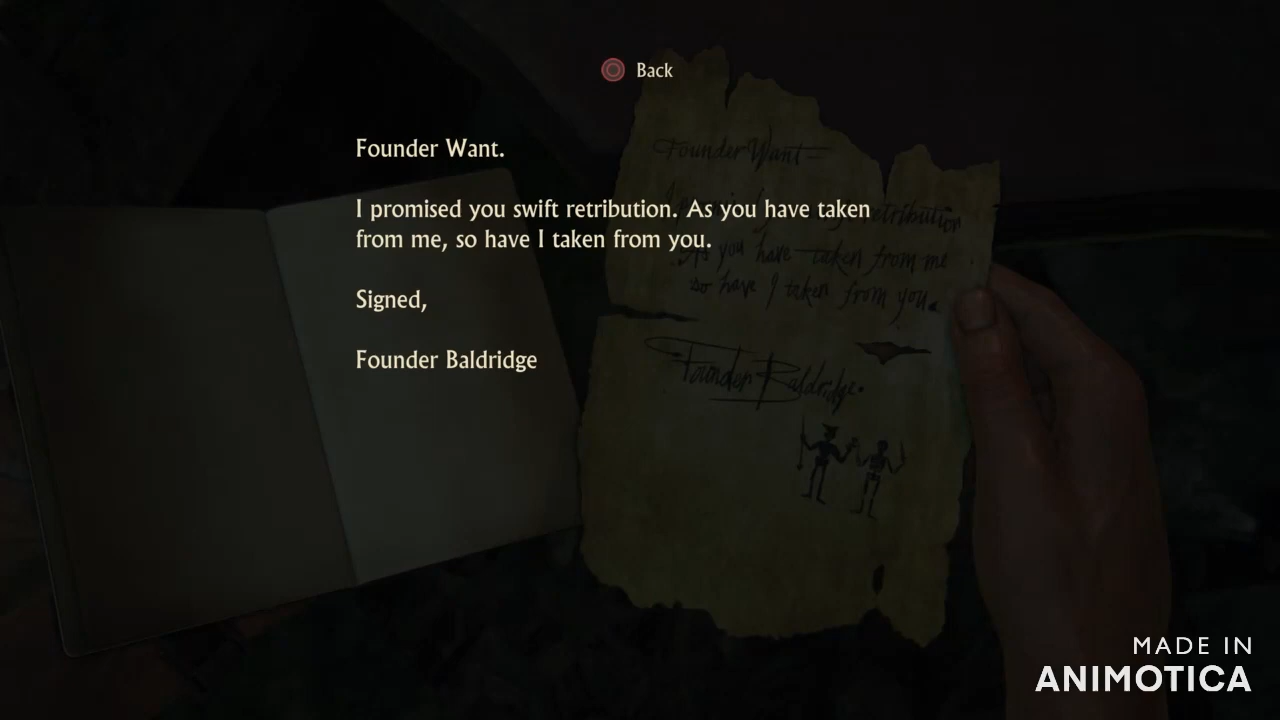 Back
Founder Want.
I promised you swift retribution. As you have taken
from me, so have I taken from you.
Signed,
Founder Baldridge
Founder Want
retribution
As you have taken from me
so have I taken from you.
Founder Baldridge.
MADE IN
ANIMOTICA